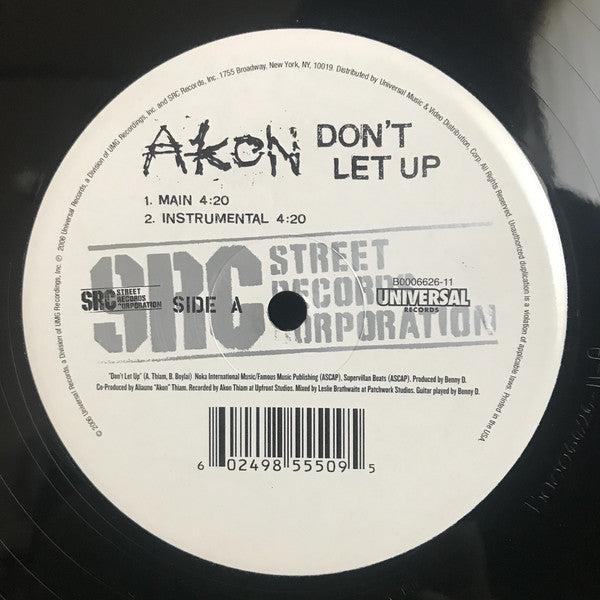 ℗ © 2006 Universal Records, a Division of UMG Recordings, Inc. and SRC Records, Inc. 1755 Broadway, New York, NY, 10019. Distributed by Universal Music & Video Distribution, Corp. All Rights Reserved. Unauthorized duplication is a violation of applicable laws. Printed in the USA.
© 2006 Universal Records, a Division of UMG Recordings, Inc.
AKON DON'T
LET UP
1. MAIN 4:20
2. INSTRUMENTAL 4:20
SRC STREET
RECORDS
KORPORATION
B0006626-11
SRC STREET
RECORDS
KORPORATION
SIDE A
UNIVERSAL
RECORDS
"Don't Let Up" (A. Thiam, B. Boylai) Noka International Music/Famous Music Publishing (ASCAP), Supervillan Beats (ASCAP). Produced by Benny D.
Co-Produced by Aliaune "Akon" Thiam. Recorded by Akon Thiam at Upfront Studios. Mixed by Leslie Brathwaite at Patchwork Studios. Guitar played by Benny D.
6 02498 55509 5